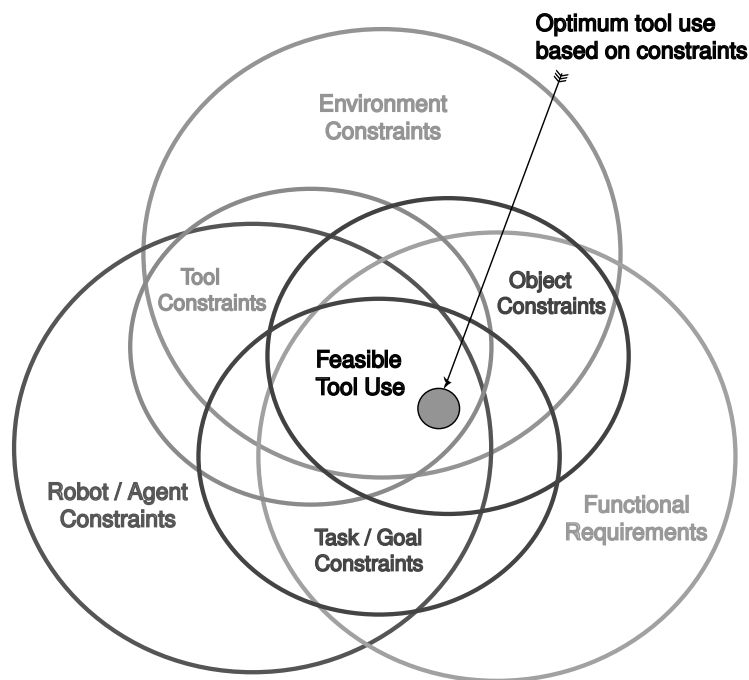 Optimum tool use
based on constraints
Environment
Constraints
Tool
Constraints
Object
Constraints
Feasible
Tool Use
Robot / Agent
Constraints
Functional
Requirements
Task / Goal
Constraints